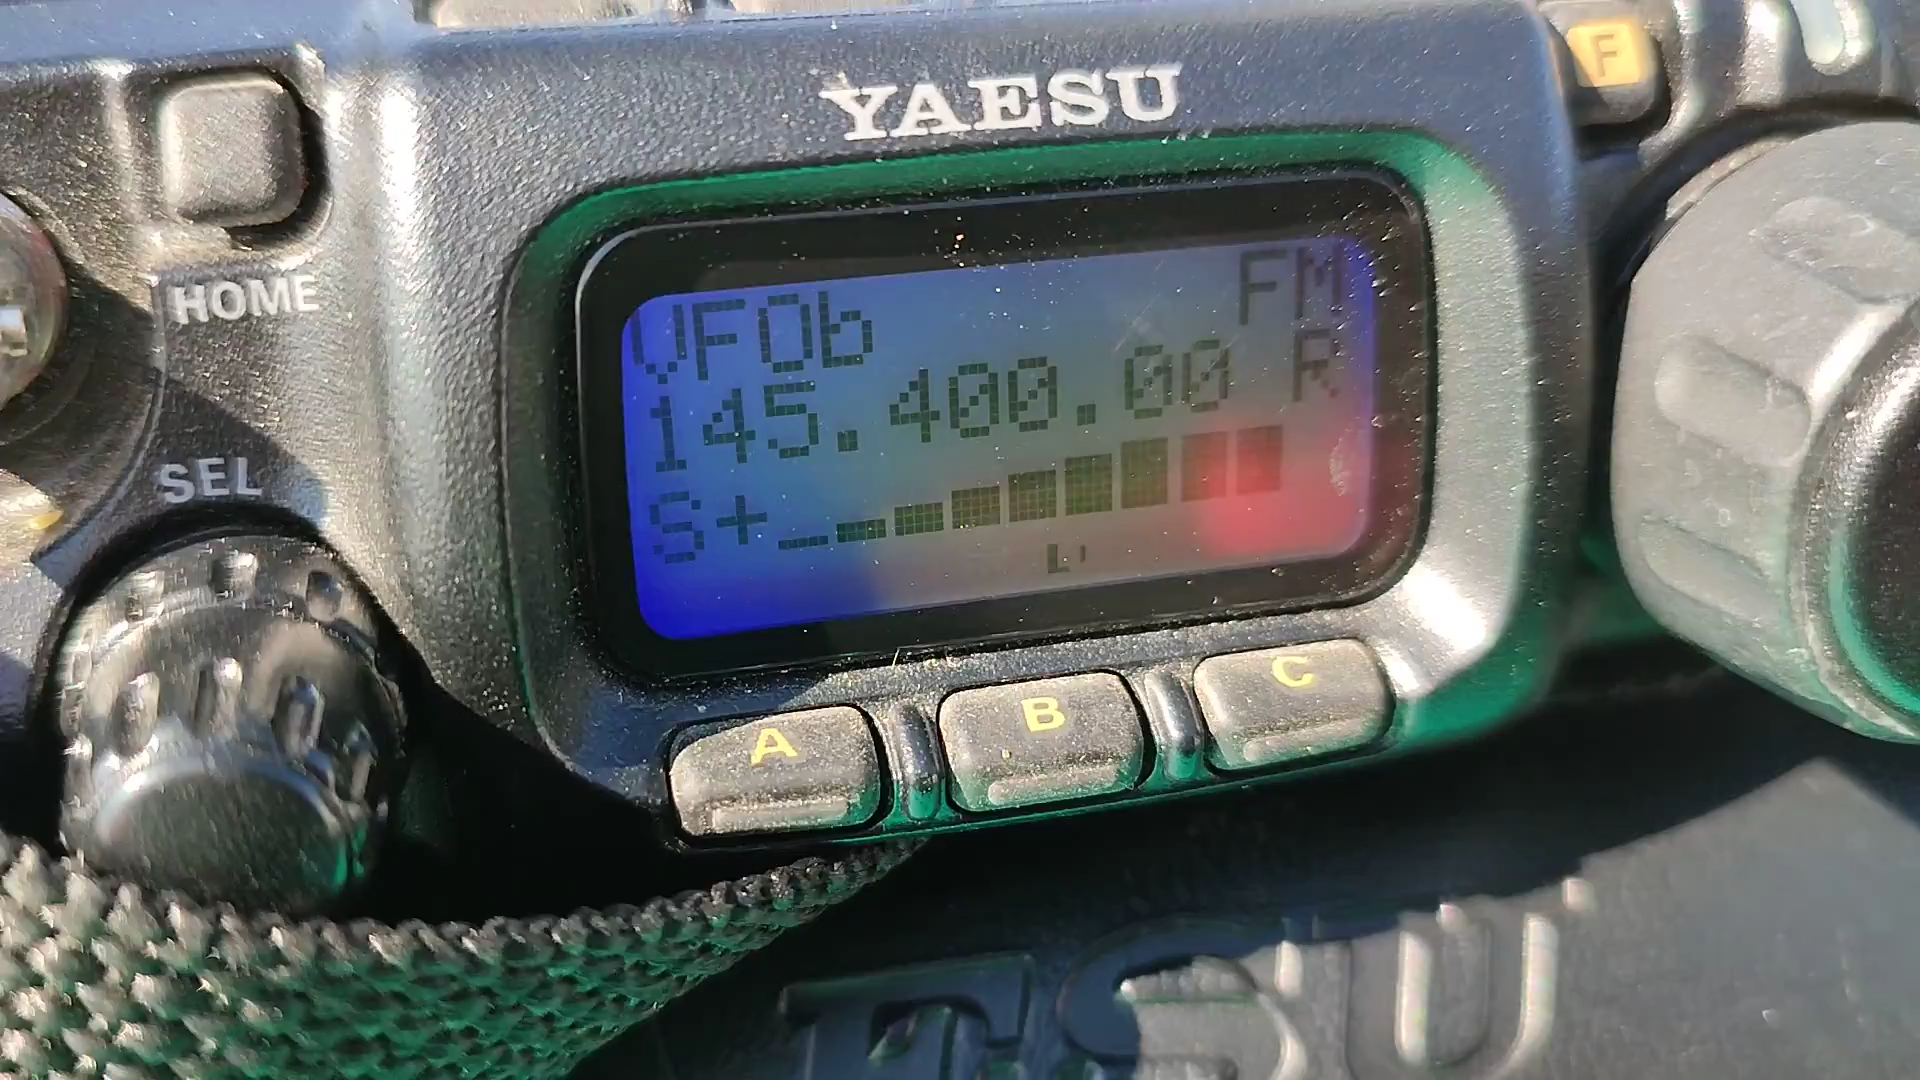 F
YAESU
HOME
VFOb FM
145.400.00 R
SEL
S+
A B C